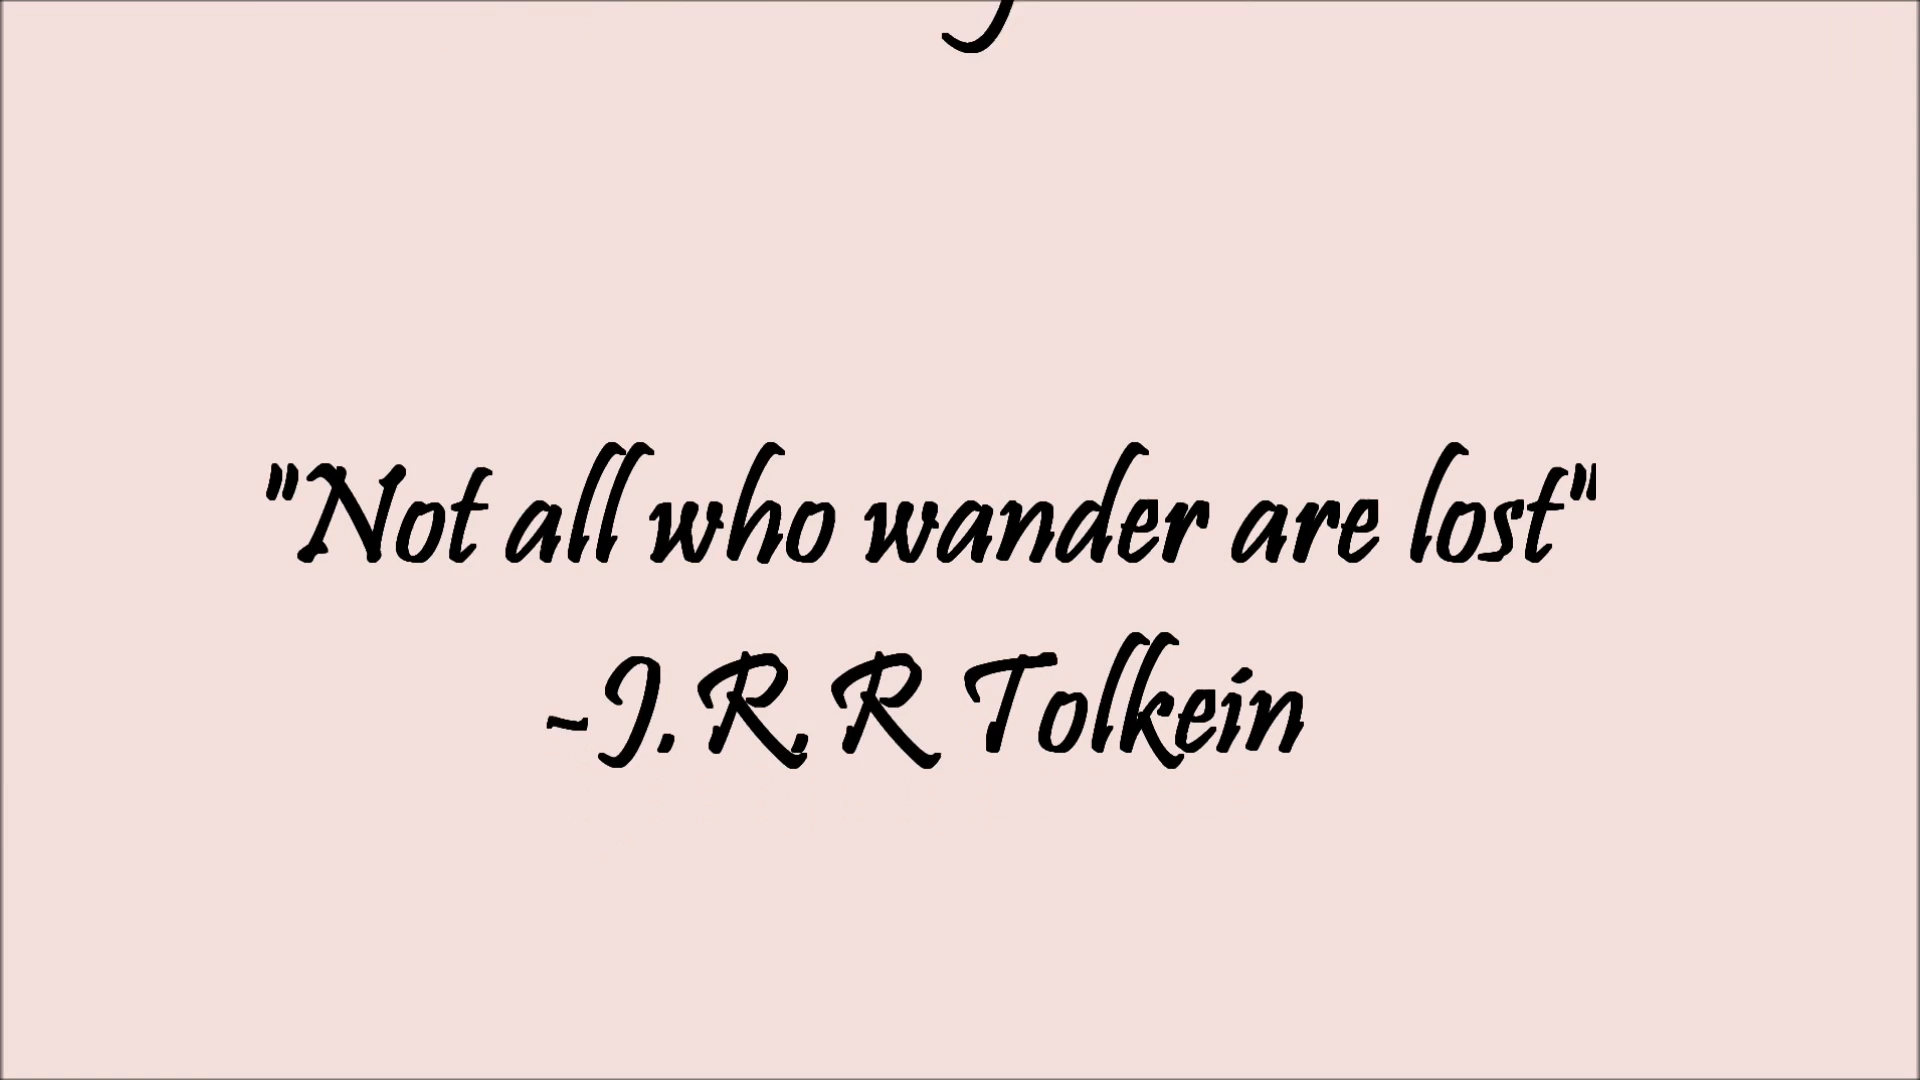 "Not all who wander are lost"
-J. R. R Tolkein